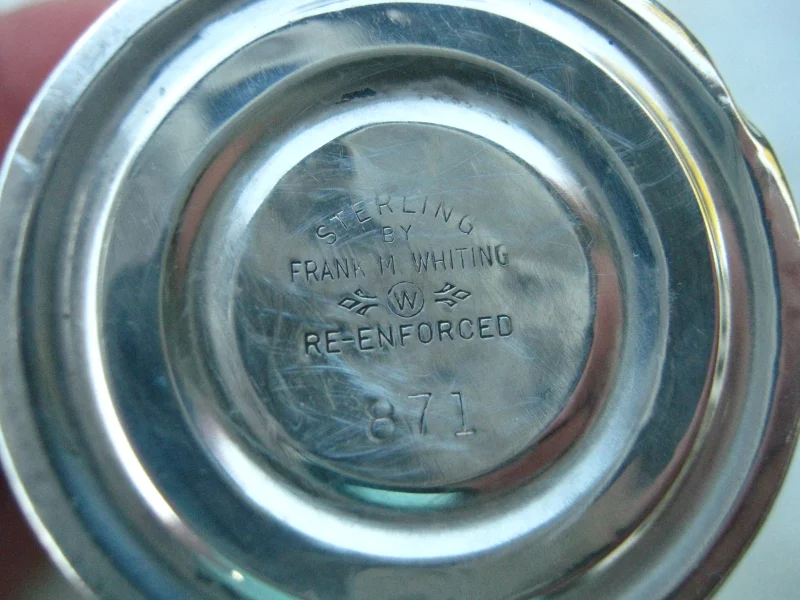 STERLING
BY
FRANK M. WHITING
W
RE-ENFORCED
871